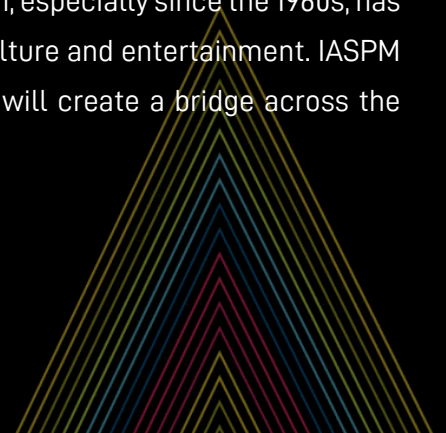 , especially since the 1960s, has
lture and entertainment. IASPM
will create a bridge across the